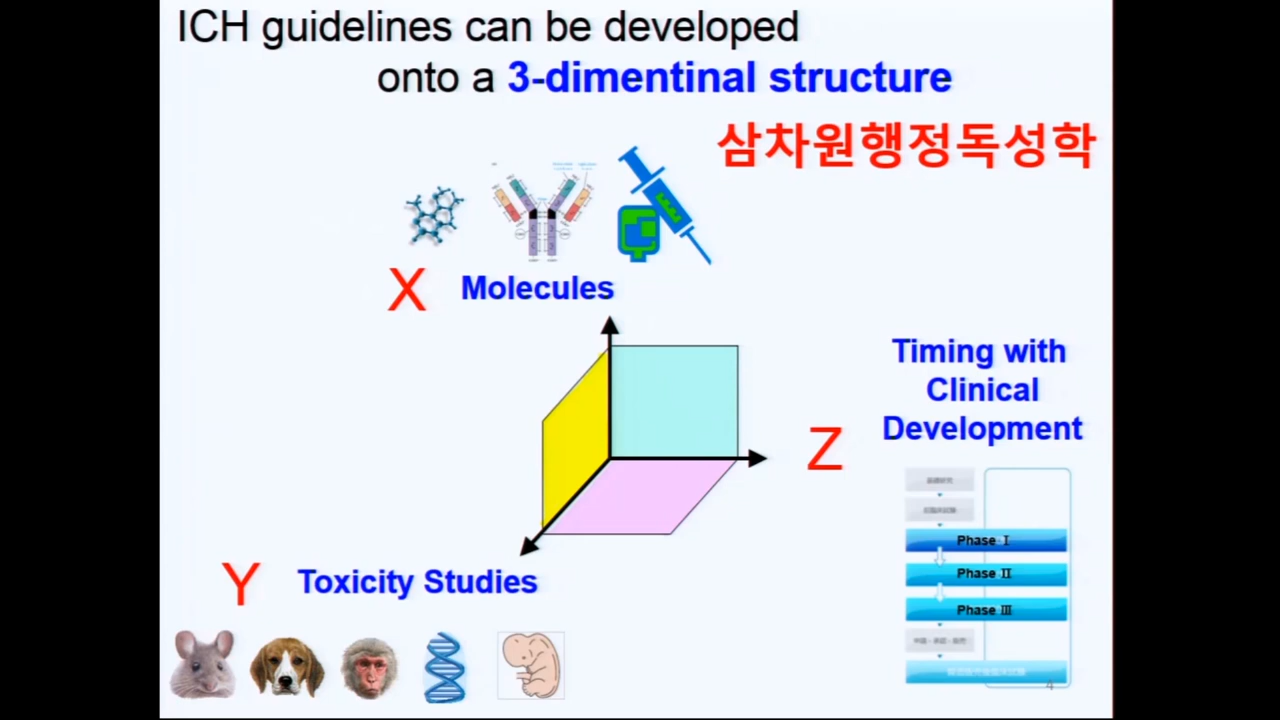 ICH guidelines can be developed
onto a 3-dimentinal structure
삼차원행정독성학
X Molecules
Timing with
Clinical
Development
Z
Phase Ⅰ
Phase Ⅱ
Phase Ⅲ
Y Toxicity Studies
4